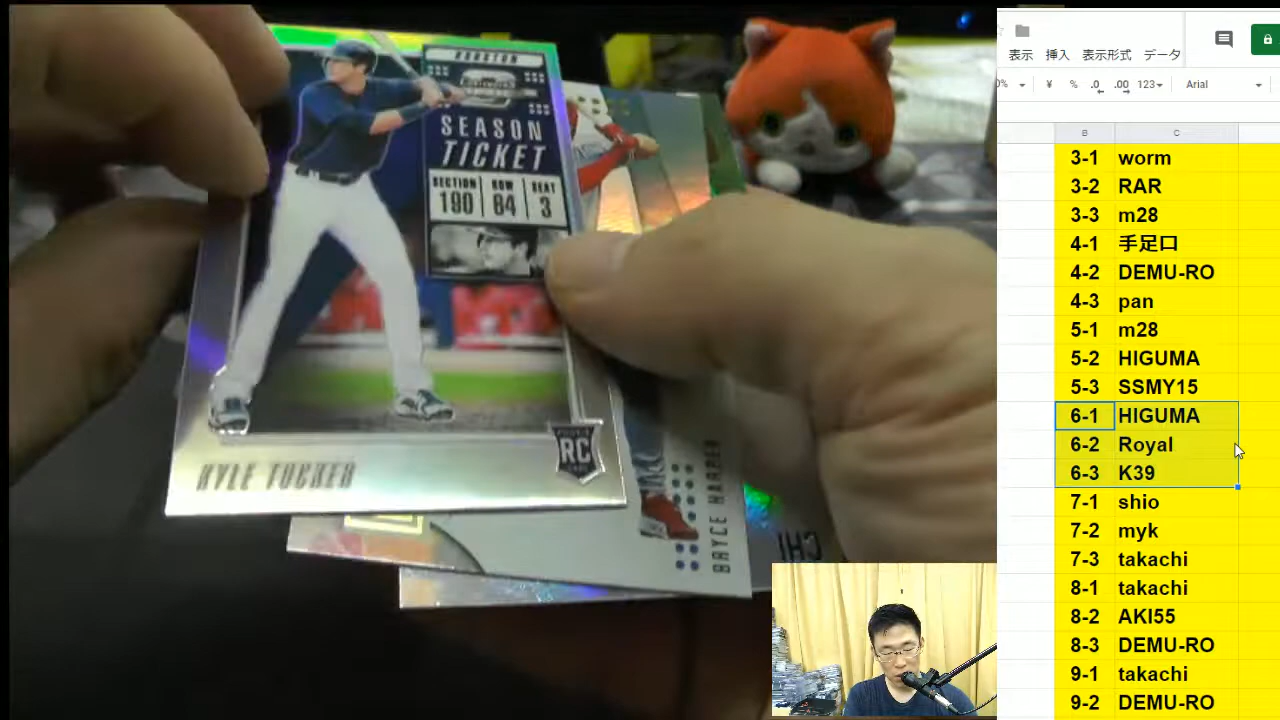 HOUSTON
SEASON
TICKET
SECTION ROW SEAT
190 84 3
RC
KYLE TUCKER
BRYCE HARPER
CHI
表示 挿入 表示形式 データ
% ¥ % .0 .00 123 Arial
B C
3-1 worm
3-2 RAR
3-3 m28
4-1 手足口
4-2 DEMU-RO
4-3 pan
5-1 m28
5-2 HIGUMA
5-3 SSMY15
6-1 HIGUMA
6-2 Royal
6-3 K39
7-1 shio
7-2 myk
7-3 takachi
8-1 takachi
8-2 AKI55
8-3 DEMU-RO
9-1 takachi
9-2 DEMU-RO